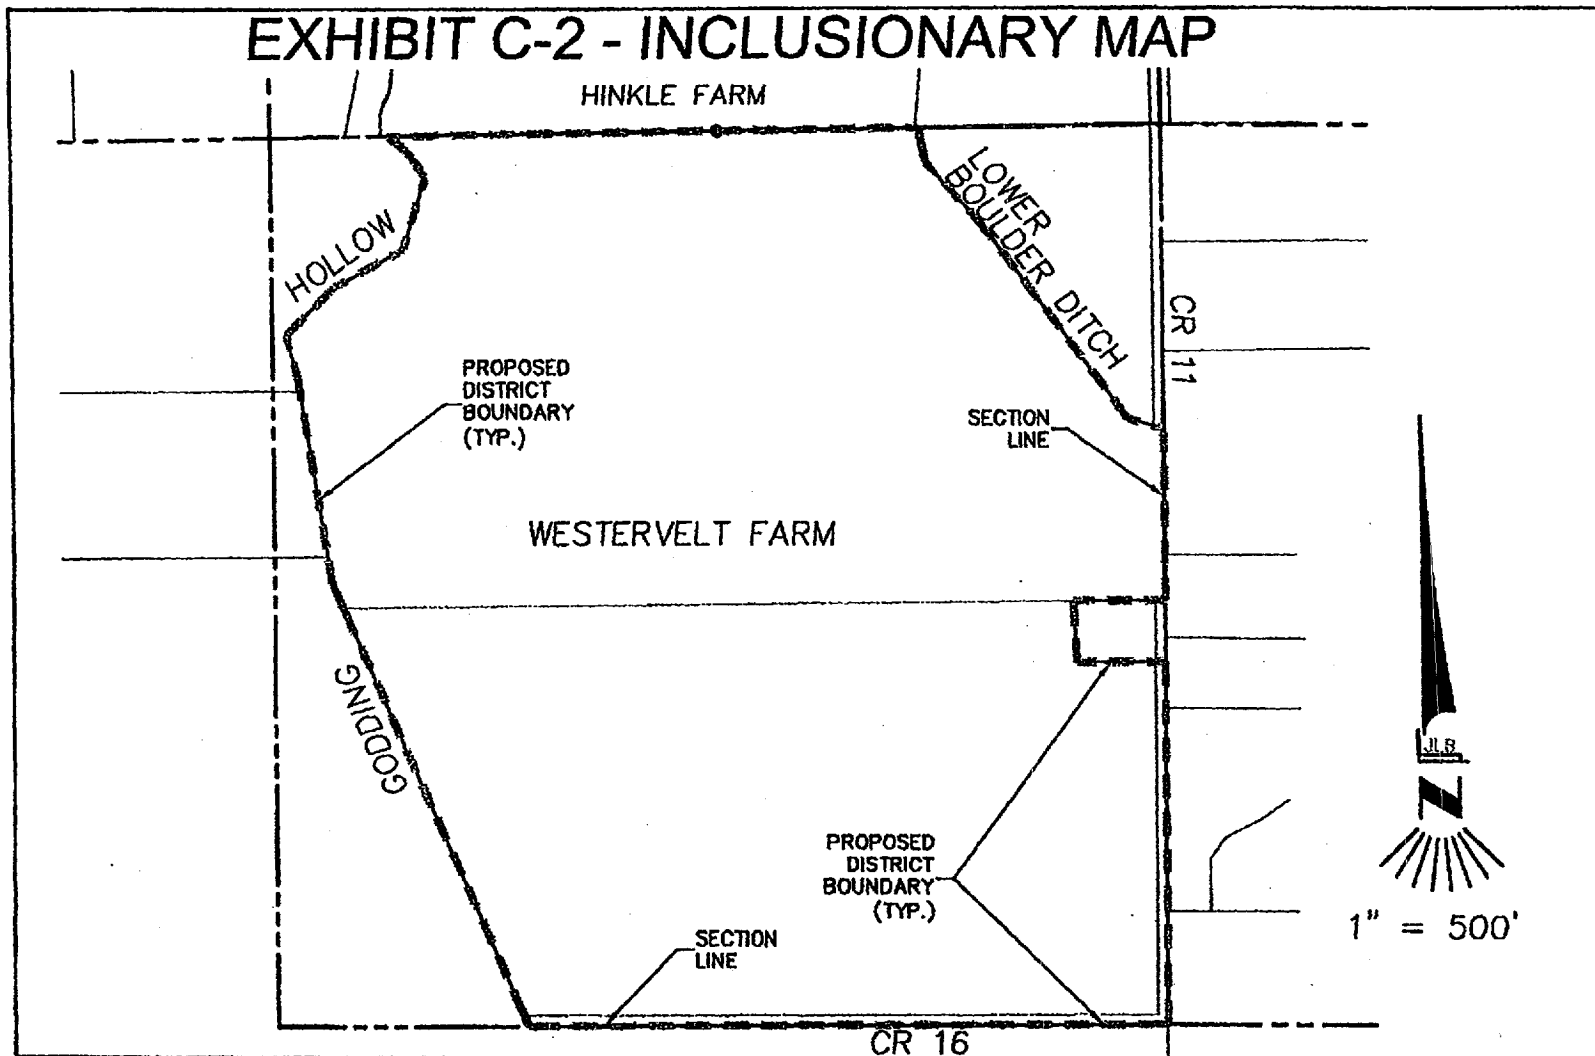 EXHIBIT C-2 - INCLUSIONARY MAP
HINKLE FARM
LOWER
BOULDER DITCH
HOLLOW
CR 11
PROPOSED
DISTRICT
BOUNDARY
(TYP.)
SECTION
LINE
WESTERVELT FARM
GODDING
JLB
N
PROPOSED
DISTRICT
BOUNDARY
(TYP.)
1" = 500'
SECTION
LINE
CR 16